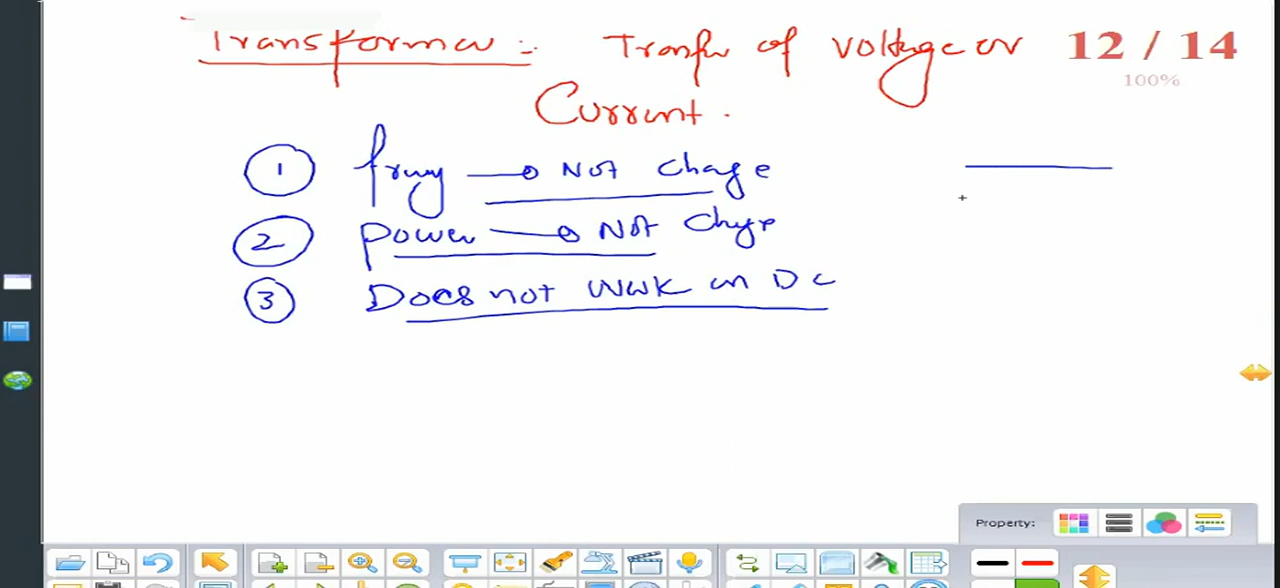 Transformer :- Transfer of voltage or 12 / 14
100%
Current.
1 freqy → Not Change
2 power → Not Change
3 Does not Work on DC
Property: